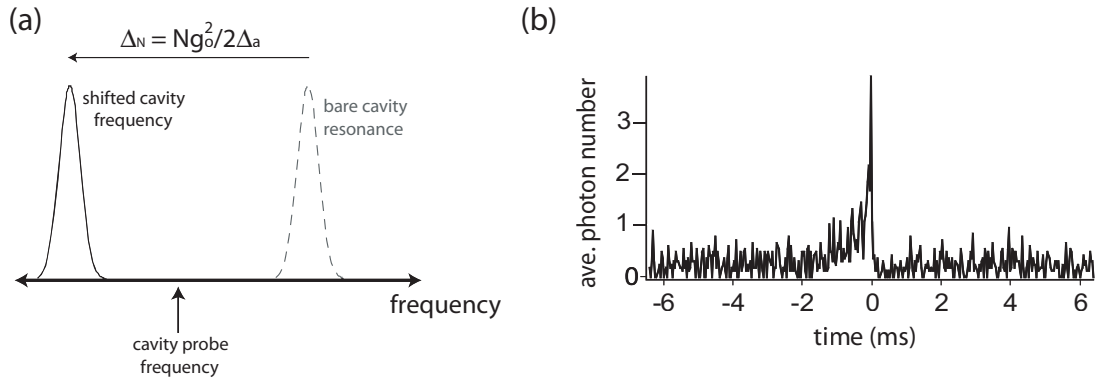 (a)
ΔN = Ng₀²/2Δa
shifted cavity
frequency
bare cavity
resonance
frequency
cavity probe
frequency
(b)
ave. photon number
3
2
1
0
-6 -4 -2 0 2 4 6
time (ms)